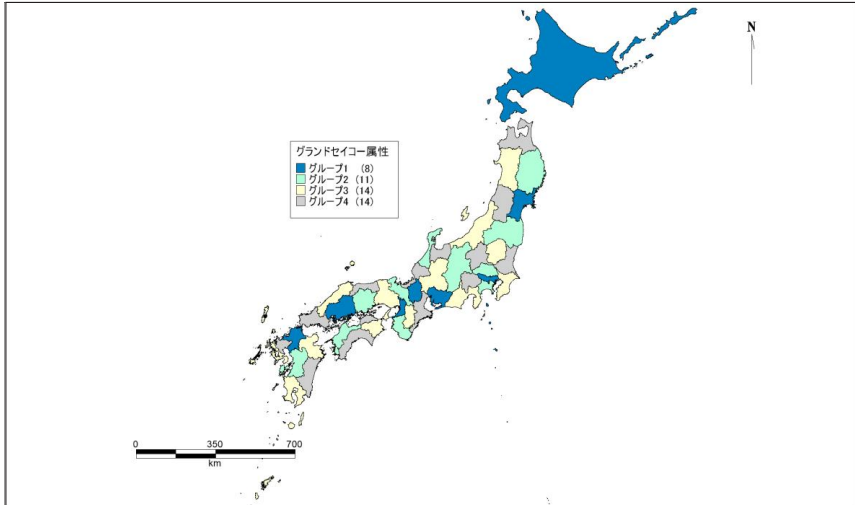 N
グランドセイコー属性
グループ1 (8)
グループ2 (11)
グループ3 (14)
グループ4 (14)
0 350 700
km